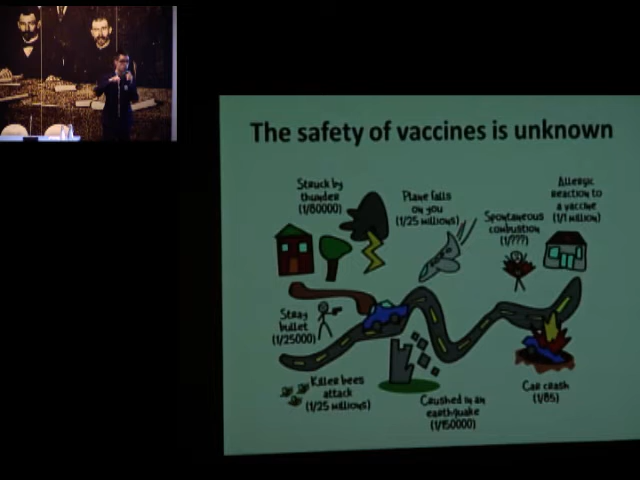 The safety of vaccines is unknown
Struck by
thunder
(1/80000)
Plane falls
on you
(1/25 millions)
Spontaneous
combustion
(1/???)
Allergic
reaction to
a vaccine
(1/1 million)
Stray
bullet
(1/25000)
Killer bees
attack
(1/25 millions)
Crushed in an
earthquake
(1/150000)
Car crash
(1/85)